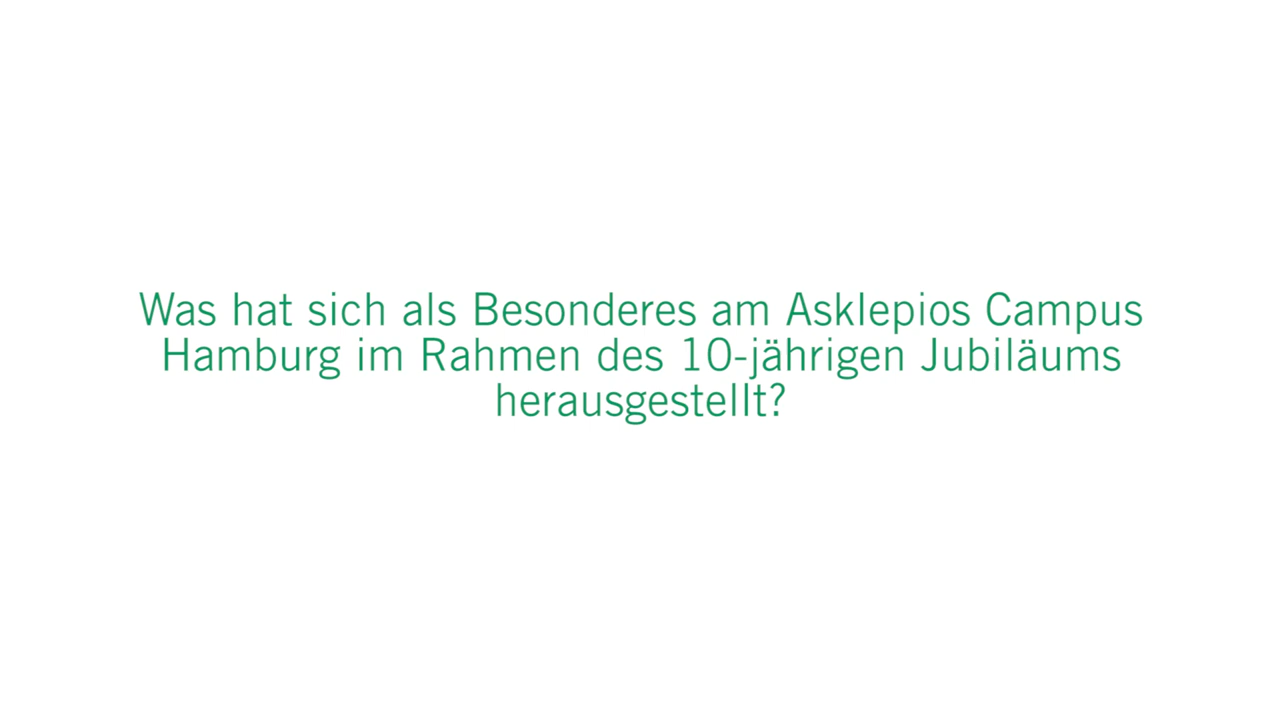 Was hat sich als Besonderes am Asklepios Campus
Hamburg im Rahmen des 10-jährigen Jubiläums
herausgestellt?